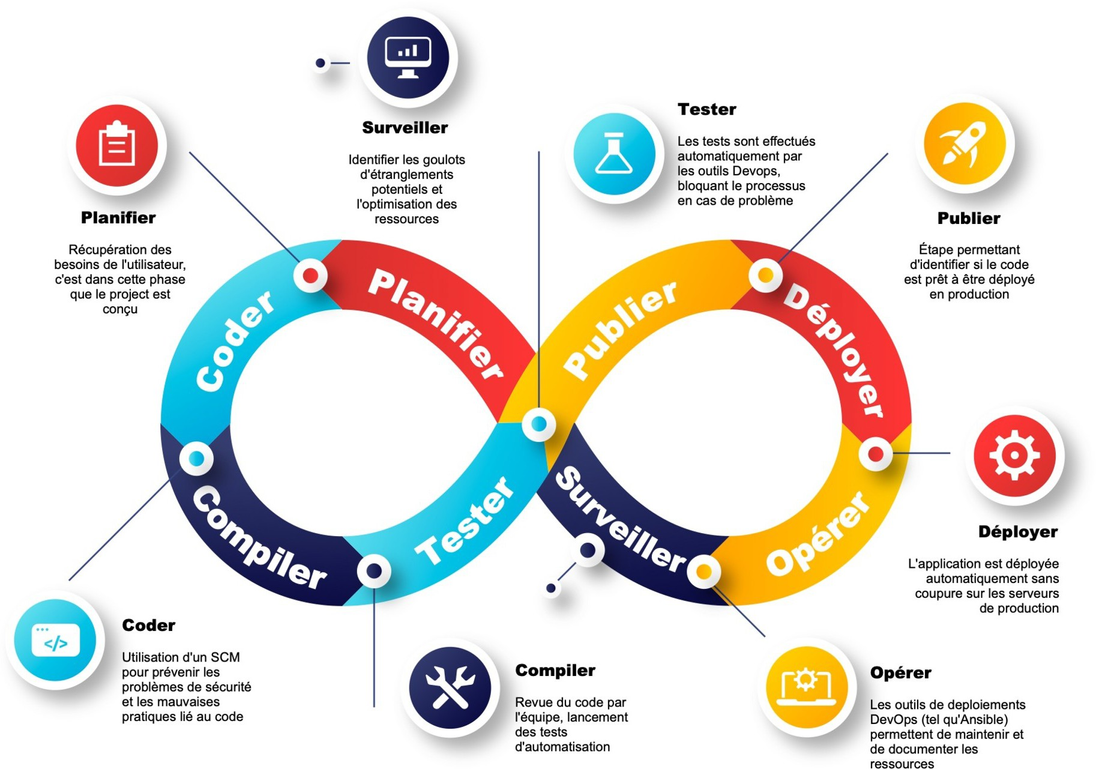 Surveiller
Identifier les goulots
d'étranglements
potentiels et
l'optimisation des
ressources
Tester
Les tests sont effectués
automatiquement par
les outils Devops,
bloquant le processus
en cas de problème
Planifier
Récupération des
besoins de l'utilisateur,
c'est dans cette phase
que le project est
conçu
Publier
Étape permettant
d'identifier si le code
est prêt à être déployé
en production
Coder
Planifier
Publier
Déployer
Compiler
Tester
Surveiller
Opérer
Déployer
L'application est déployée
automatiquement sans
coupure sur les serveurs
de production
</>
Coder
Utilisation d'un SCM
pour prévenir les
problèmes de sécurité
et les mauvaises
pratiques lié au code
Compiler
Revue du code par
l'équipe, lancement
des tests
d'automatisation
Opérer
Les outils de deploiements
DevOps (tel qu'Ansible)
permettent de maintenir et
de documenter les
ressources